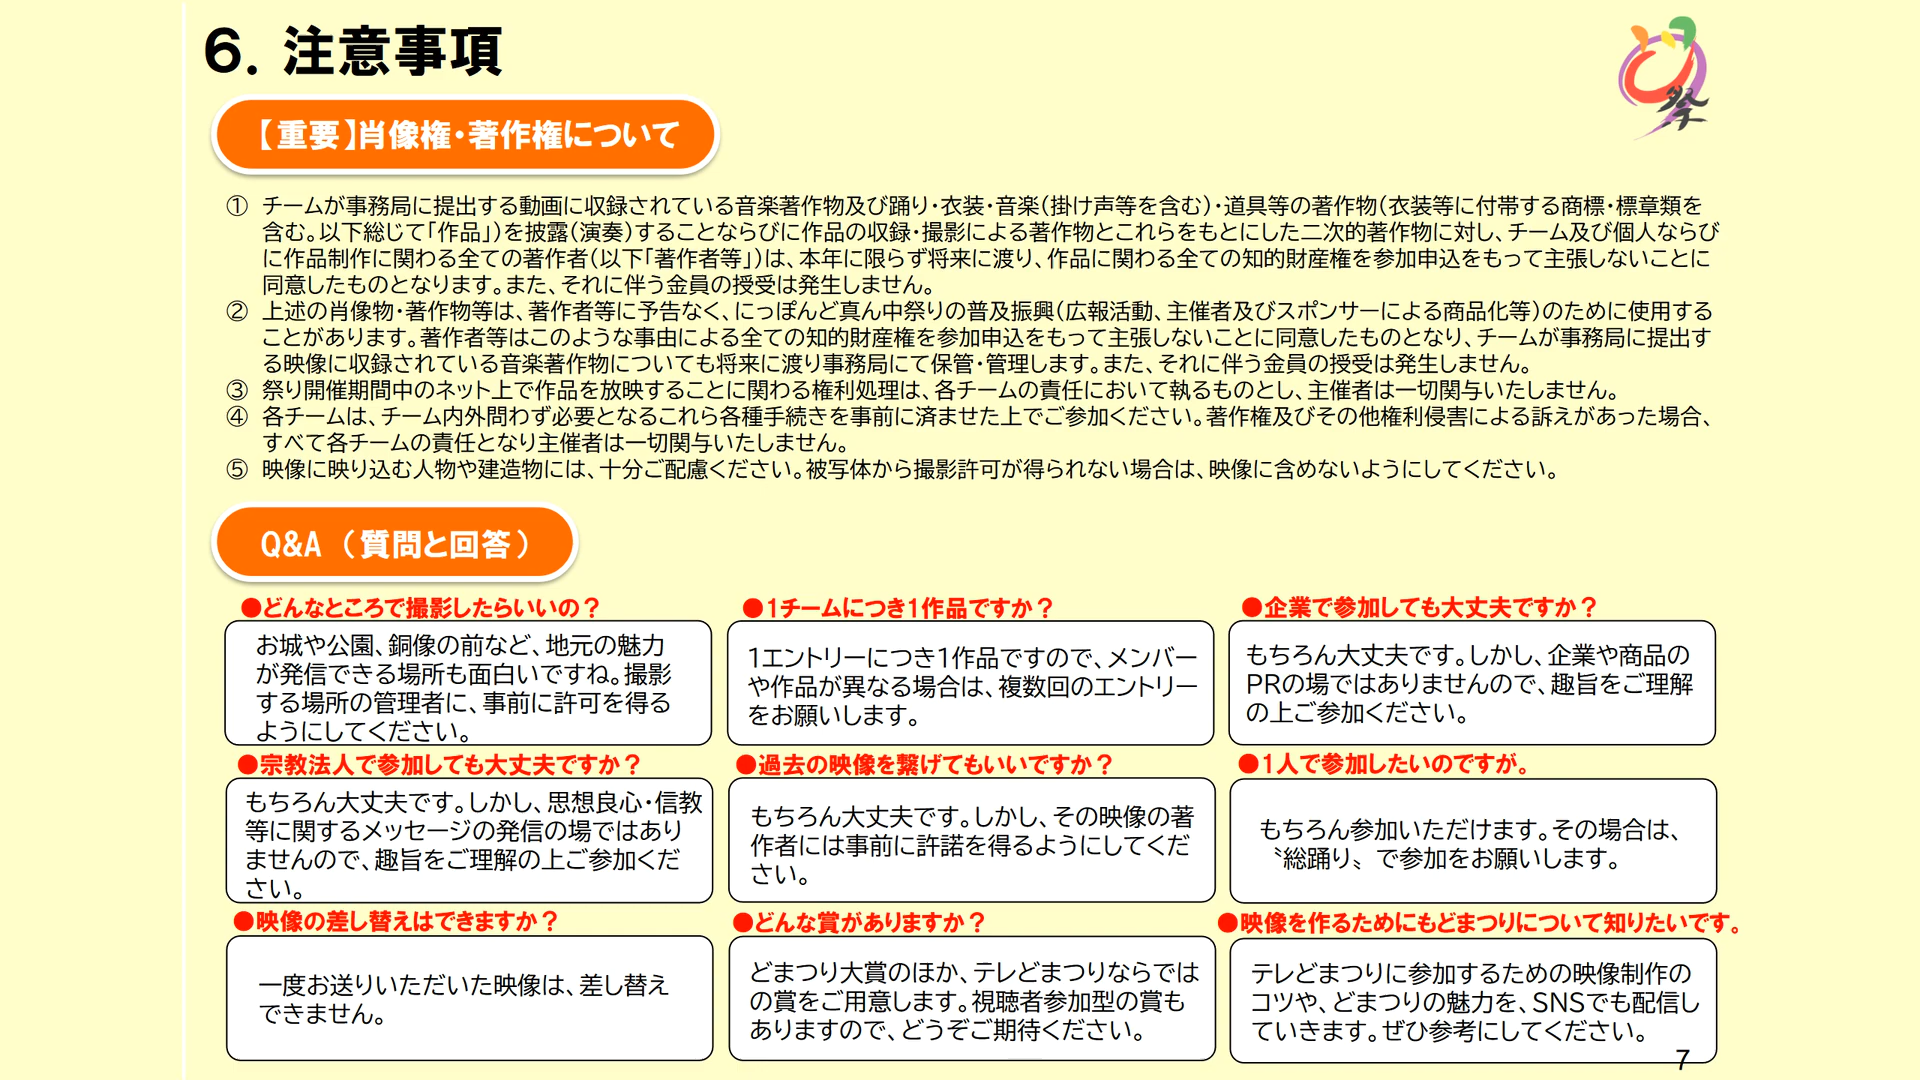 6. 注意事項
祭
【重要】肖像権・著作権について
① チームが事務局に提出する動画に収録されている音楽著作物及び踊り・衣装・音楽（掛け声等を含む）・道具等の著作物（衣装等に付帯する商標・標章類を
含む。以下総じて「作品」）を披露（演奏）することならびに作品の収録・撮影による著作物とこれらをもとにした二次的著作物に対し、チーム及び個人ならび
に作品制作に関わる全ての著作者（以下「著作者等」）は、本年に限らず将来に渡り、作品に関わる全ての知的財産権を参加申込をもって主張しないことに
同意したものとなります。また、それに伴う金員の授受は発生しません。
② 上述の肖像物・著作物等は、著作者等に予告なく、にっぽんど真ん中祭りの普及振興（広報活動、主催者及びスポンサーによる商品化等）のために使用する
ことがあります。著作者等はこのような事由による全ての知的財産権を参加申込をもって主張しないことに同意したものとなり、チームが事務局に提出す
る映像に収録されている音楽著作物についても将来に渡り事務局にて保管・管理します。また、それに伴う金員の授受は発生しません。
③ 祭り開催期間中のネット上で作品を放映することに関わる権利処理は、各チームの責任において執るものとし、主催者は一切関与いたしません。
④ 各チームは、チーム内外問わず必要となるこれら各種手続きを事前に済ませた上でご参加ください。著作権及びその他権利侵害による訴えがあった場合、
すべて各チームの責任となり主催者は一切関与いたしません。
⑤ 映像に映り込む人物や建造物には、十分ご配慮ください。被写体から撮影許可が得られない場合は、映像に含めないようにしてください。
Q&A（質問と回答）
●どんなところで撮影したらいいの？
お城や公園、銅像の前など、地元の魅力
が発信できる場所も面白いですね。撮影
する場所の管理者に、事前に許可を得る
ようにしてください。
●1チームにつき1作品ですか？
1エントリーにつき1作品ですので、メンバー
や作品が異なる場合は、複数回のエントリー
をお願いします。
●企業で参加しても大丈夫ですか？
もちろん大丈夫です。しかし、企業や商品の
PRの場ではありませんので、趣旨をご理解
の上ご参加ください。
●宗教法人で参加しても大丈夫ですか？
もちろん大丈夫です。しかし、思想良心・信教
等に関するメッセージの発信の場ではあり
ませんので、趣旨をご理解の上ご参加くだ
さい。
●過去の映像を繋げてもいいですか？
もちろん大丈夫です。しかし、その映像の著
作者には事前に許諾を得るようにしてくだ
さい。
●1人で参加したいのですが。
もちろん参加いただけます。その場合は、
〝総踊り〟で参加をお願いします。
●映像の差し替えはできますか？
一度お送りいただいた映像は、差し替え
できません。
●どんな賞がありますか？
どまつり大賞のほか、テレどまつりならでは
の賞をご用意します。視聴者参加型の賞も
ありますので、どうぞご期待ください。
●映像を作るためにもどまつりについて知りたいです。
テレどまつりに参加するための映像制作の
コツや、どまつりの魅力を、SNSでも配信し
ていきます。ぜひ参考にしてください。
7